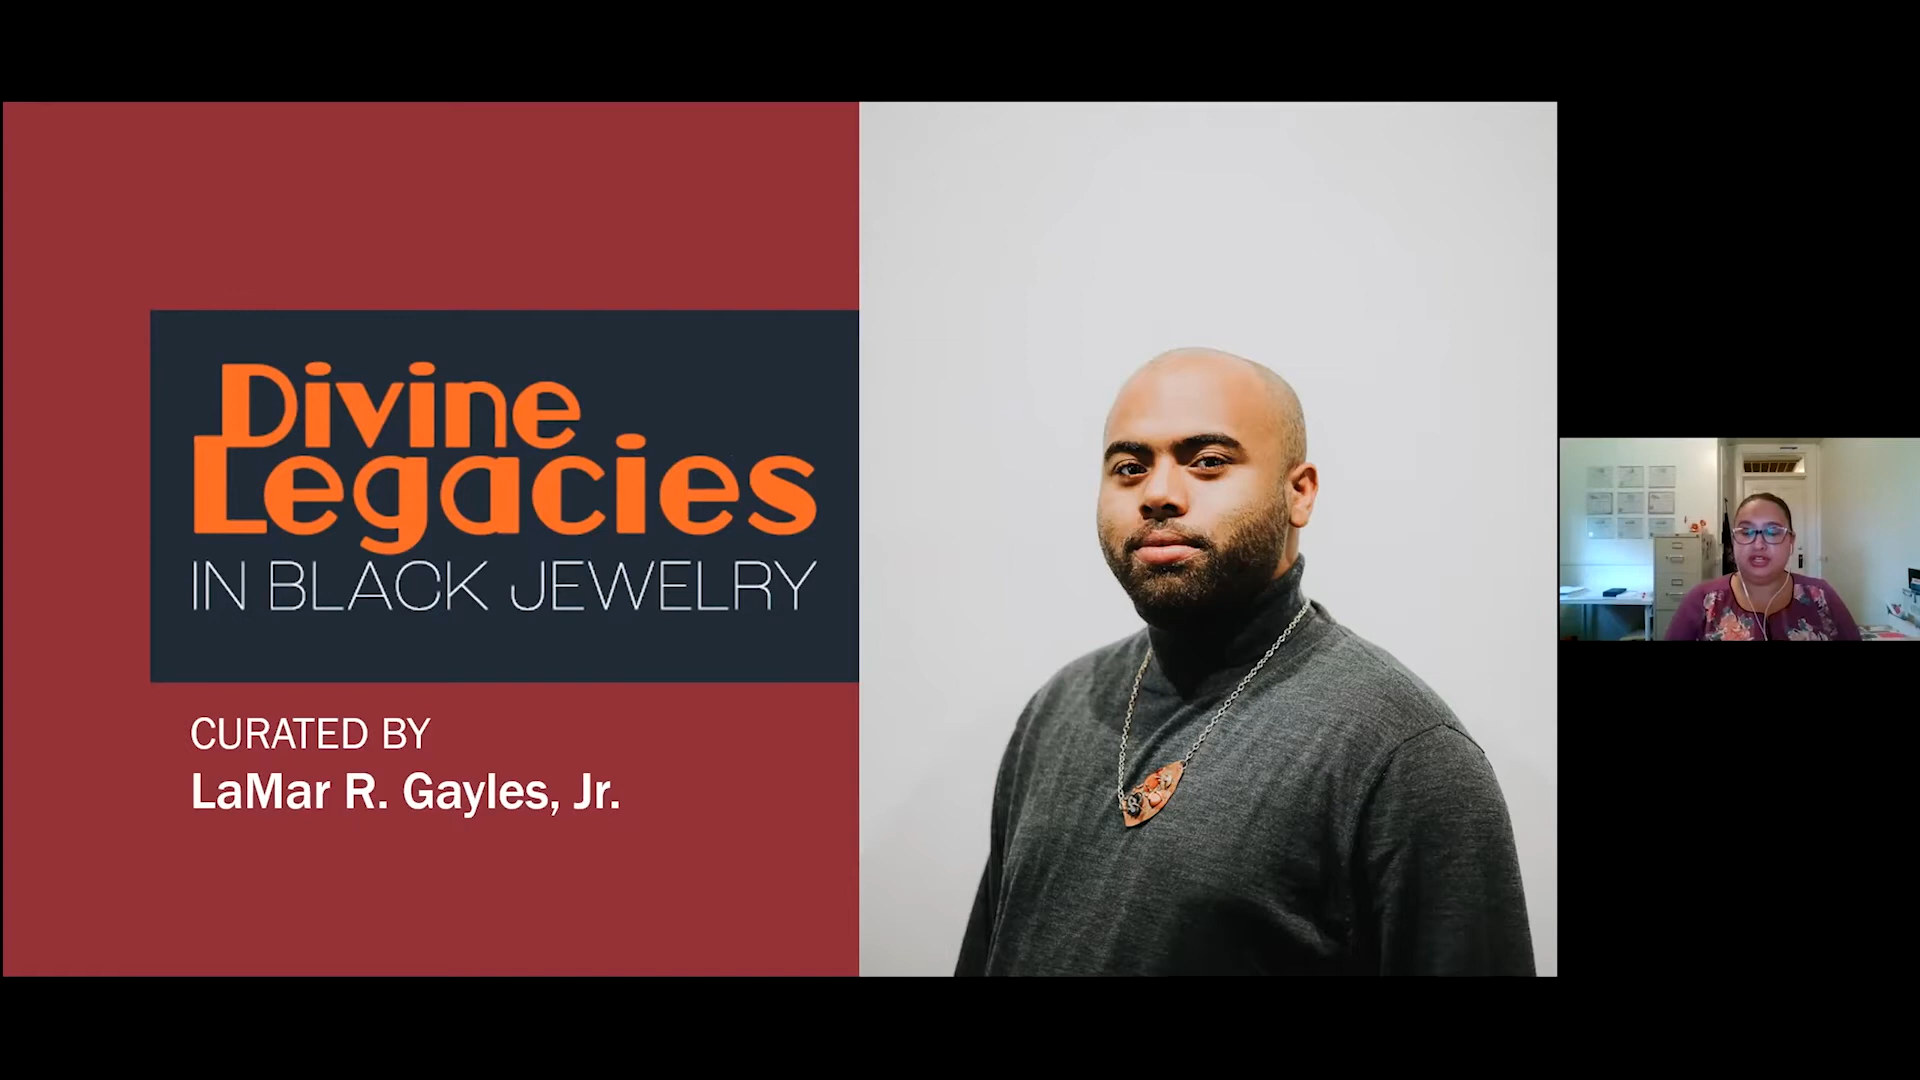 Divine
Legacies
IN BLACK JEWELRY
CURATED BY
LaMar R. Gayles, Jr.